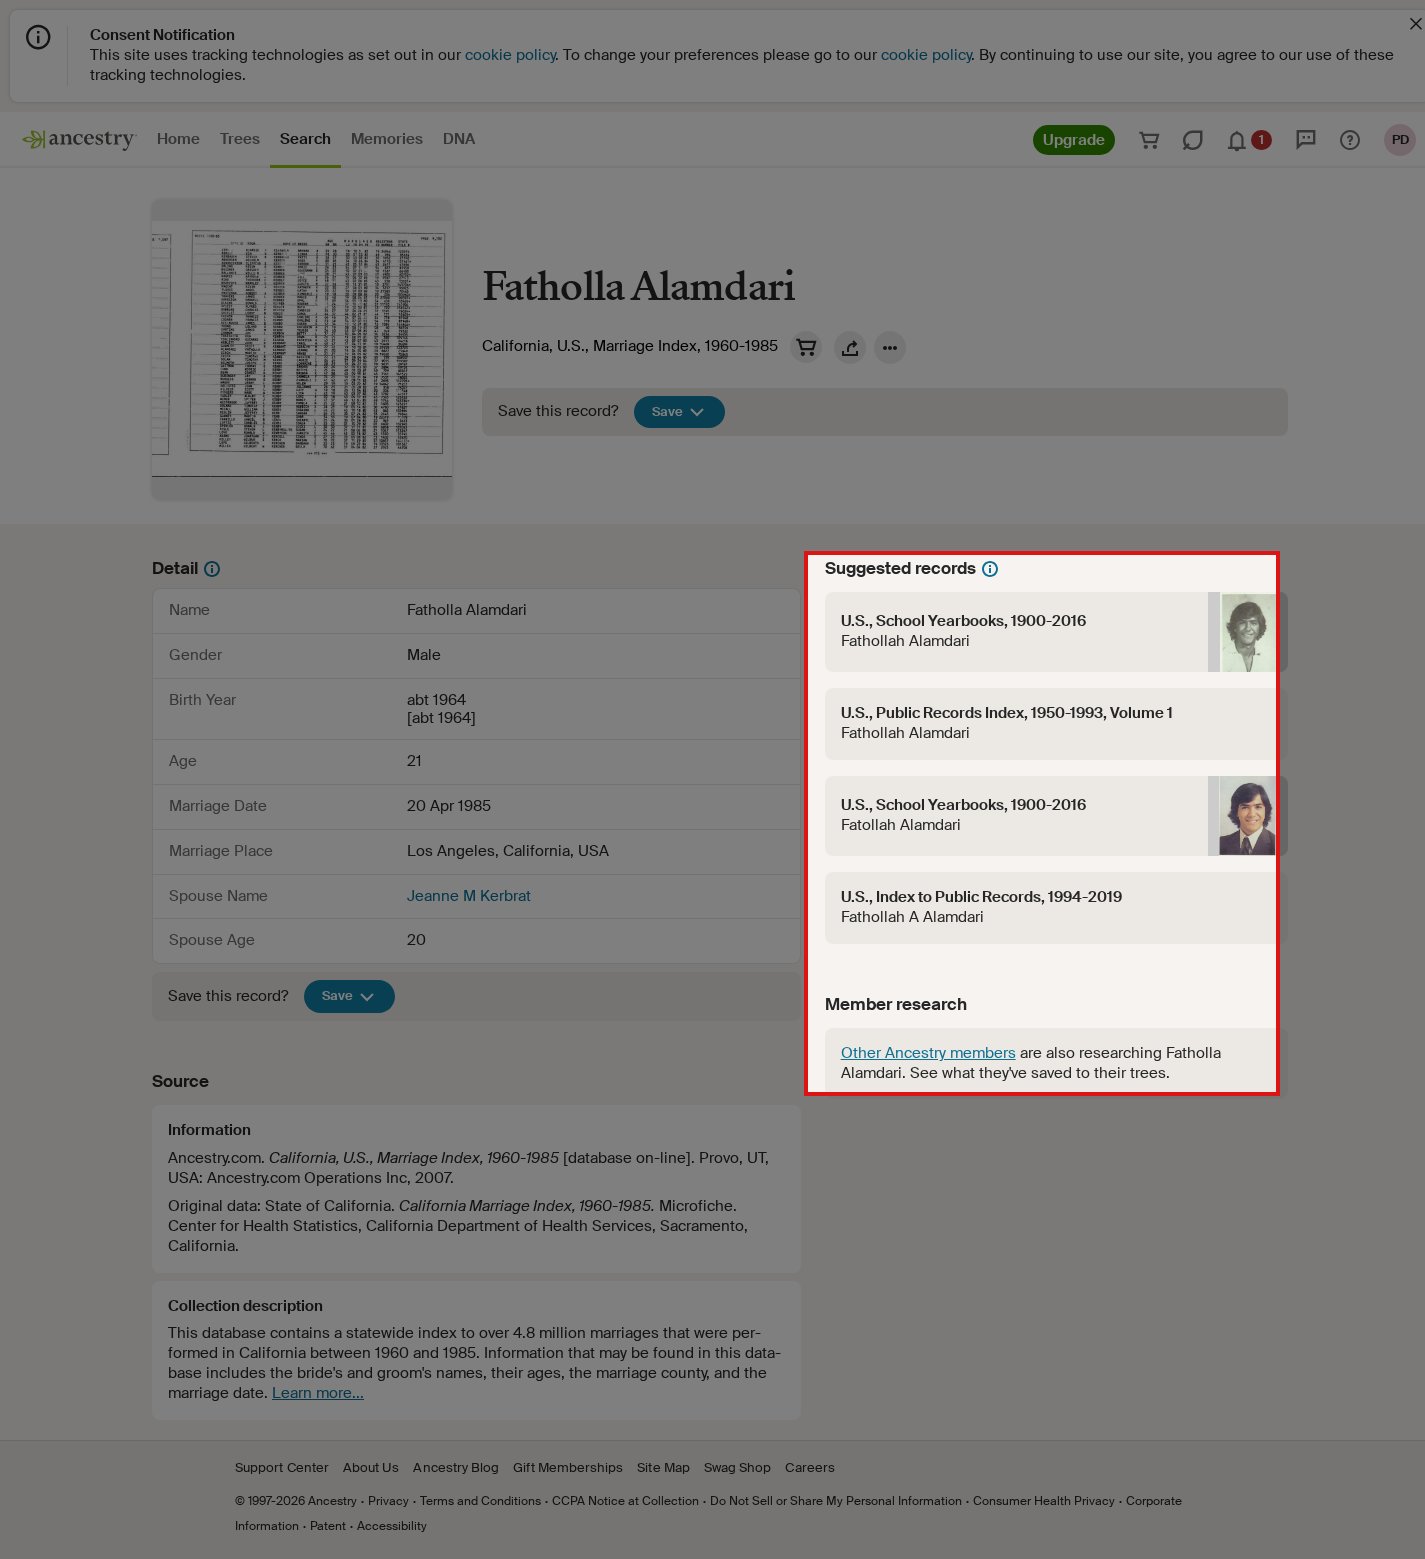 Consent Notification
This site uses tracking technologies as set out in our cookie policy. To change your preferences please go to our cookie policy. By continuing to use our site, you agree to our use of these
tracking technologies.
ancestry
Home Trees Search Memories DNA
Upgrade
1
PD
Fatholla Alamdari
California, U.S., Marriage Index, 1960-1985
Save this record? Save
Detail
Name Fatholla Alamdari
Gender Male
Birth Year abt 1964
[abt 1964]
Age 21
Marriage Date 20 Apr 1985
Marriage Place Los Angeles, California, USA
Spouse Name Jeanne M Kerbrat
Spouse Age 20
Save this record? Save
Suggested records
U.S., School Yearbooks, 1900-2016
Fathollah Alamdari
U.S., Public Records Index, 1950-1993, Volume 1
Fathollah Alamdari
U.S., School Yearbooks, 1900-2016
Fatollah Alamdari
U.S., Index to Public Records, 1994-2019
Fathollah A Alamdari
Member research
Other Ancestry members are also researching Fatholla
Alamdari. See what they've saved to their trees.
Source
Information
Ancestry.com. California, U.S., Marriage Index, 1960-1985 [database on-line]. Provo, UT,
USA: Ancestry.com Operations Inc, 2007.
Original data: State of California. California Marriage Index, 1960-1985. Microfiche.
Center for Health Statistics, California Department of Health Services, Sacramento,
California.
Collection description
This database contains a statewide index to over 4.8 million marriages that were per-
formed in California between 1960 and 1985. Information that may be found in this data-
base includes the bride's and groom's names, their ages, the marriage county, and the
marriage date. Learn more...
Support Center About Us Ancestry Blog Gift Memberships Site Map Swag Shop Careers
© 1997-2026 Ancestry · Privacy · Terms and Conditions · CCPA Notice at Collection · Do Not Sell or Share My Personal Information · Consumer Health Privacy · Corporate
Information · Patent · Accessibility